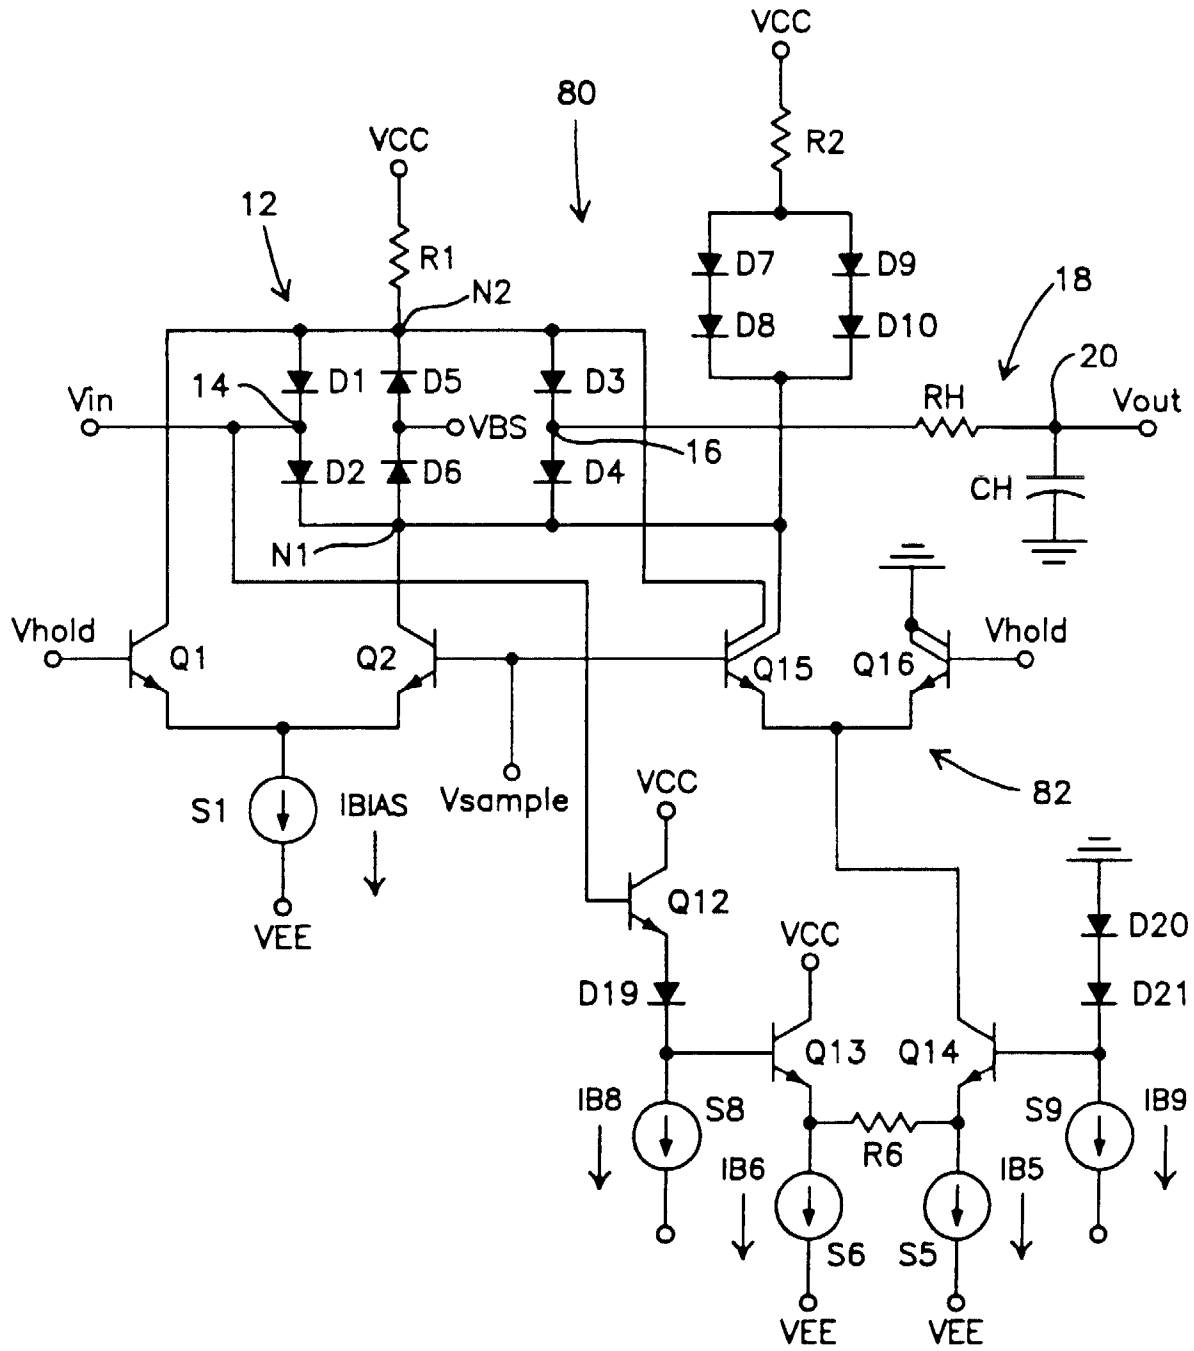 VCC
80
R2
VCC
12
R1
N2
D7
D9
18
D8
D10
20
Vin
14
D1
D5
D3
RH
Vout
VBS
16
D2
D6
D4
CH
N1
Vhold
Q1
Q2
Q15
Q16
Vhold
S1
IBIAS
Vsample
VCC
82
VEE
Q12
VCC
D20
D19
D21
Q13
Q14
IB8
S8
S9
IB9
R6
IB6
IB5
S6
S5
VEE
VEE